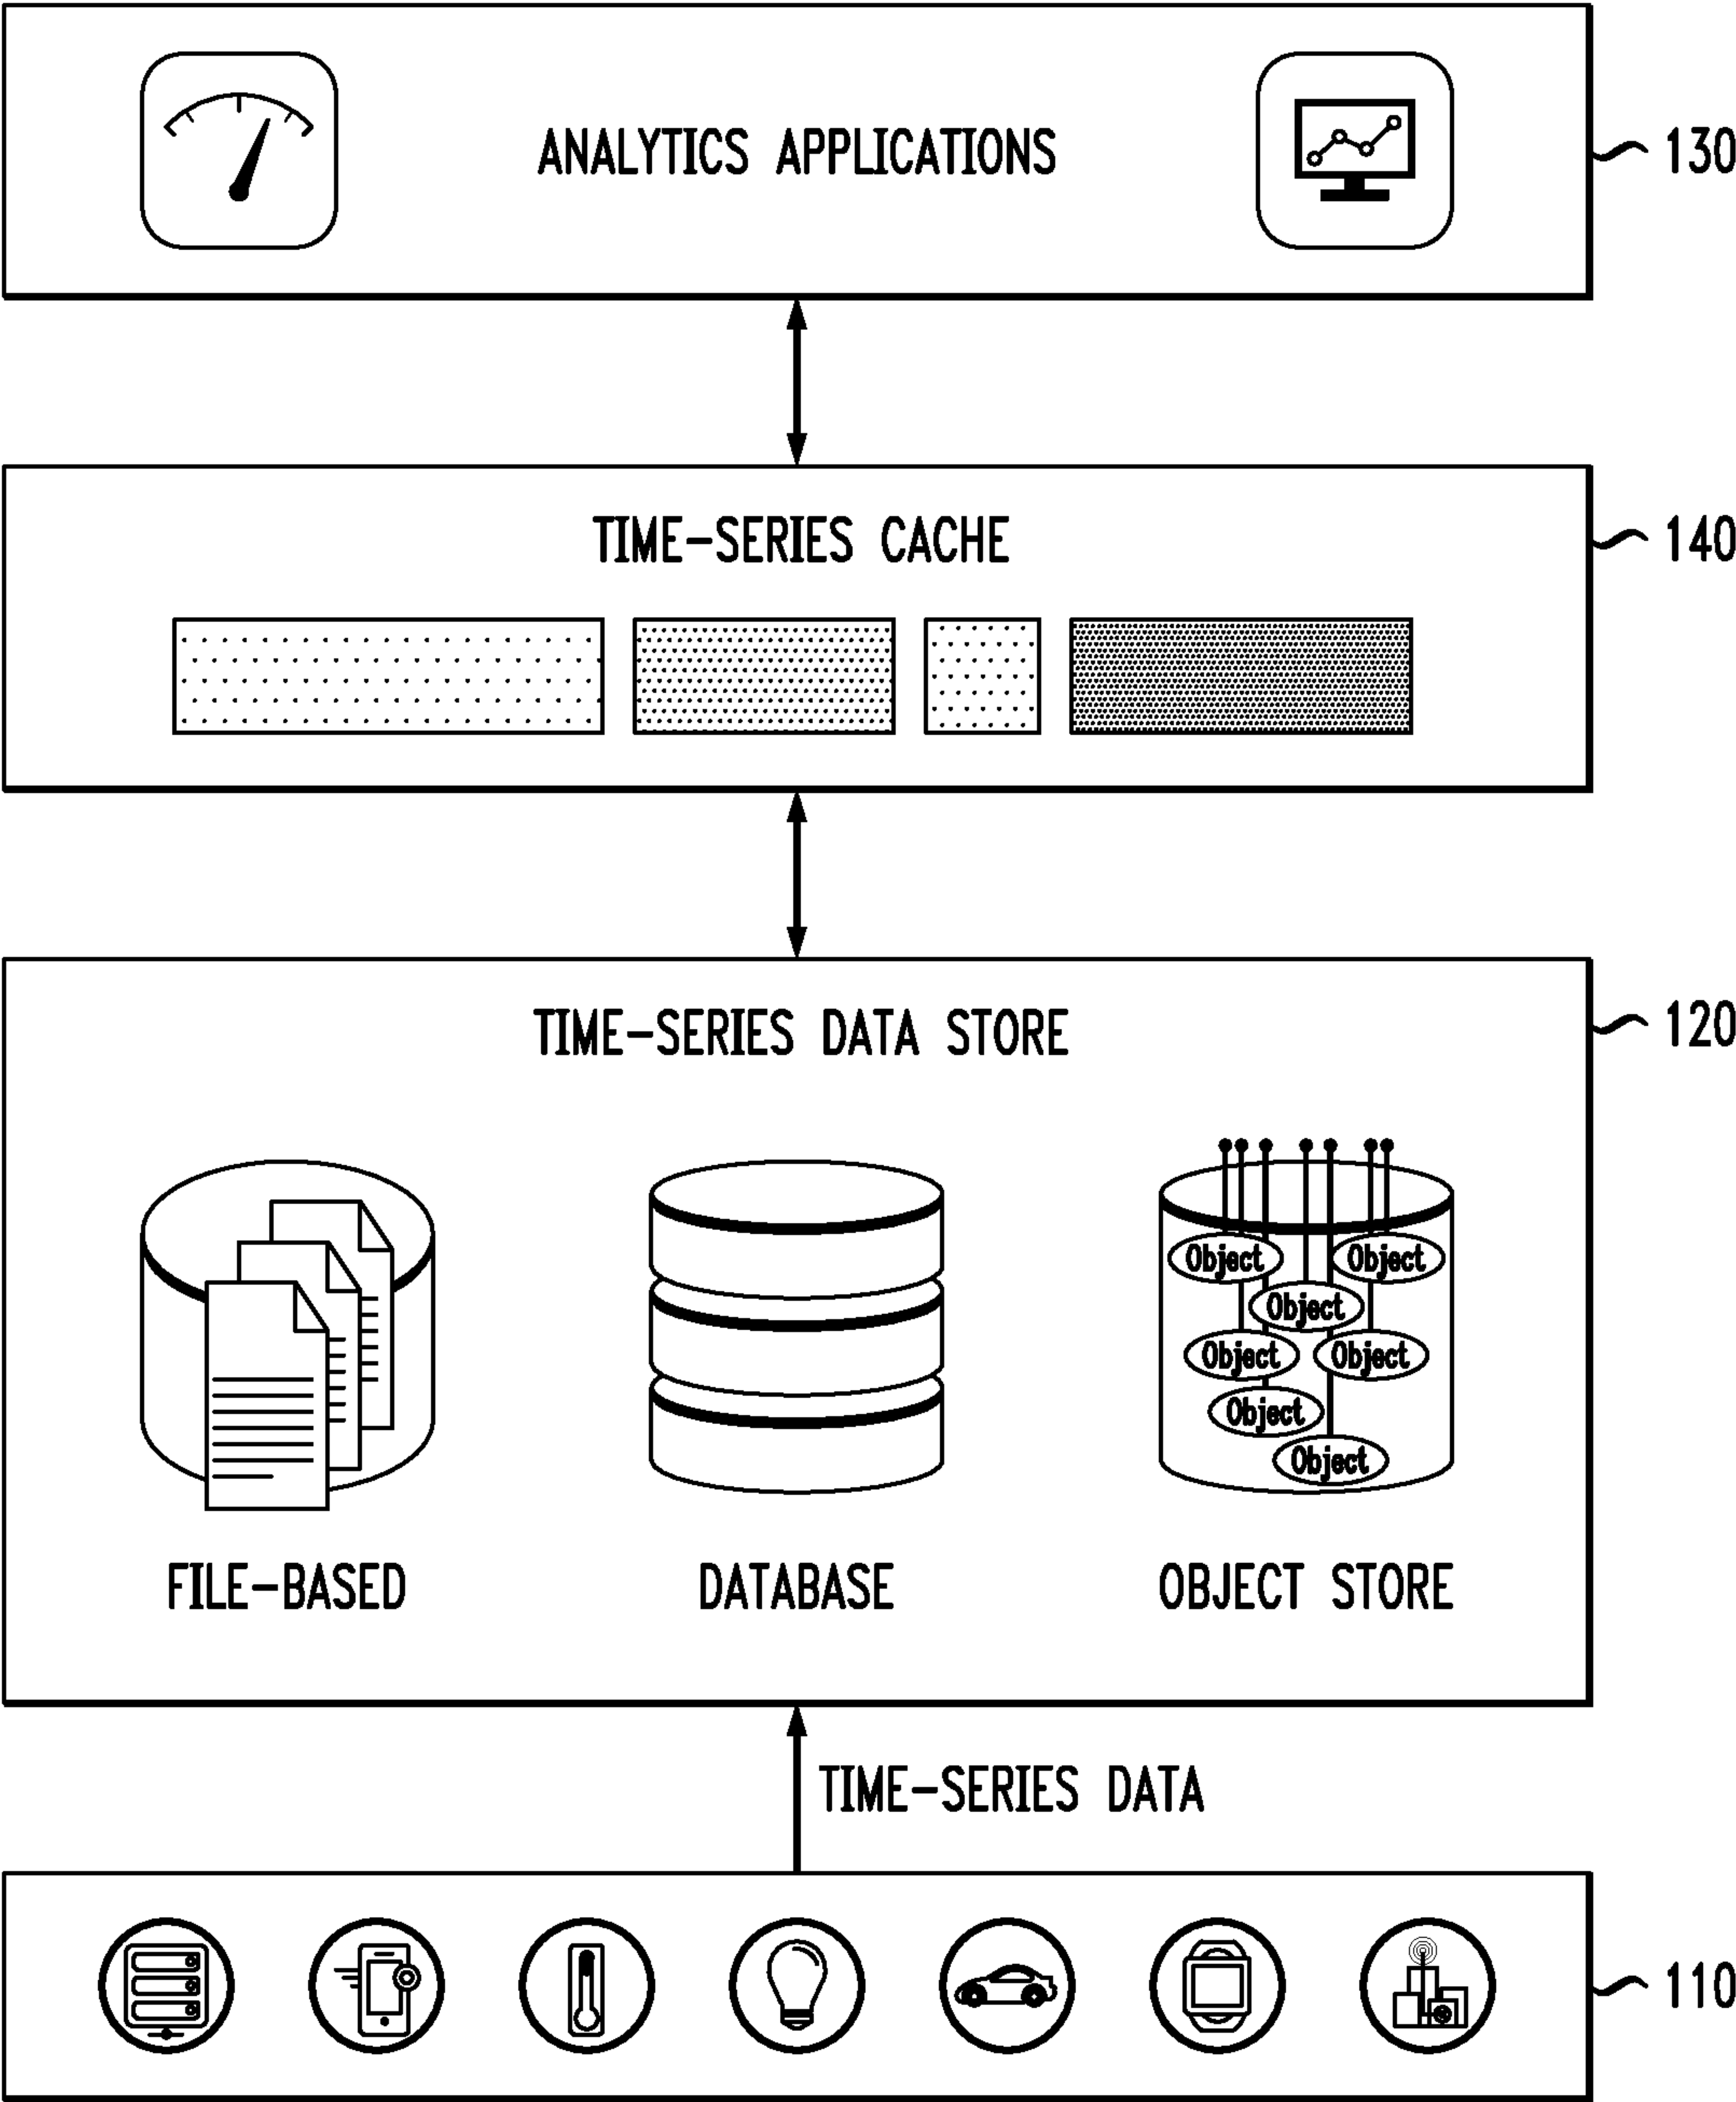 ANALYTICS APPLICATIONS
130
TIME-SERIES CACHE
140
TIME-SERIES DATA STORE
120
Object
Object
Object
Object
Object
Object
Object
FILE-BASED
DATABASE
OBJECT STORE
TIME-SERIES DATA
110